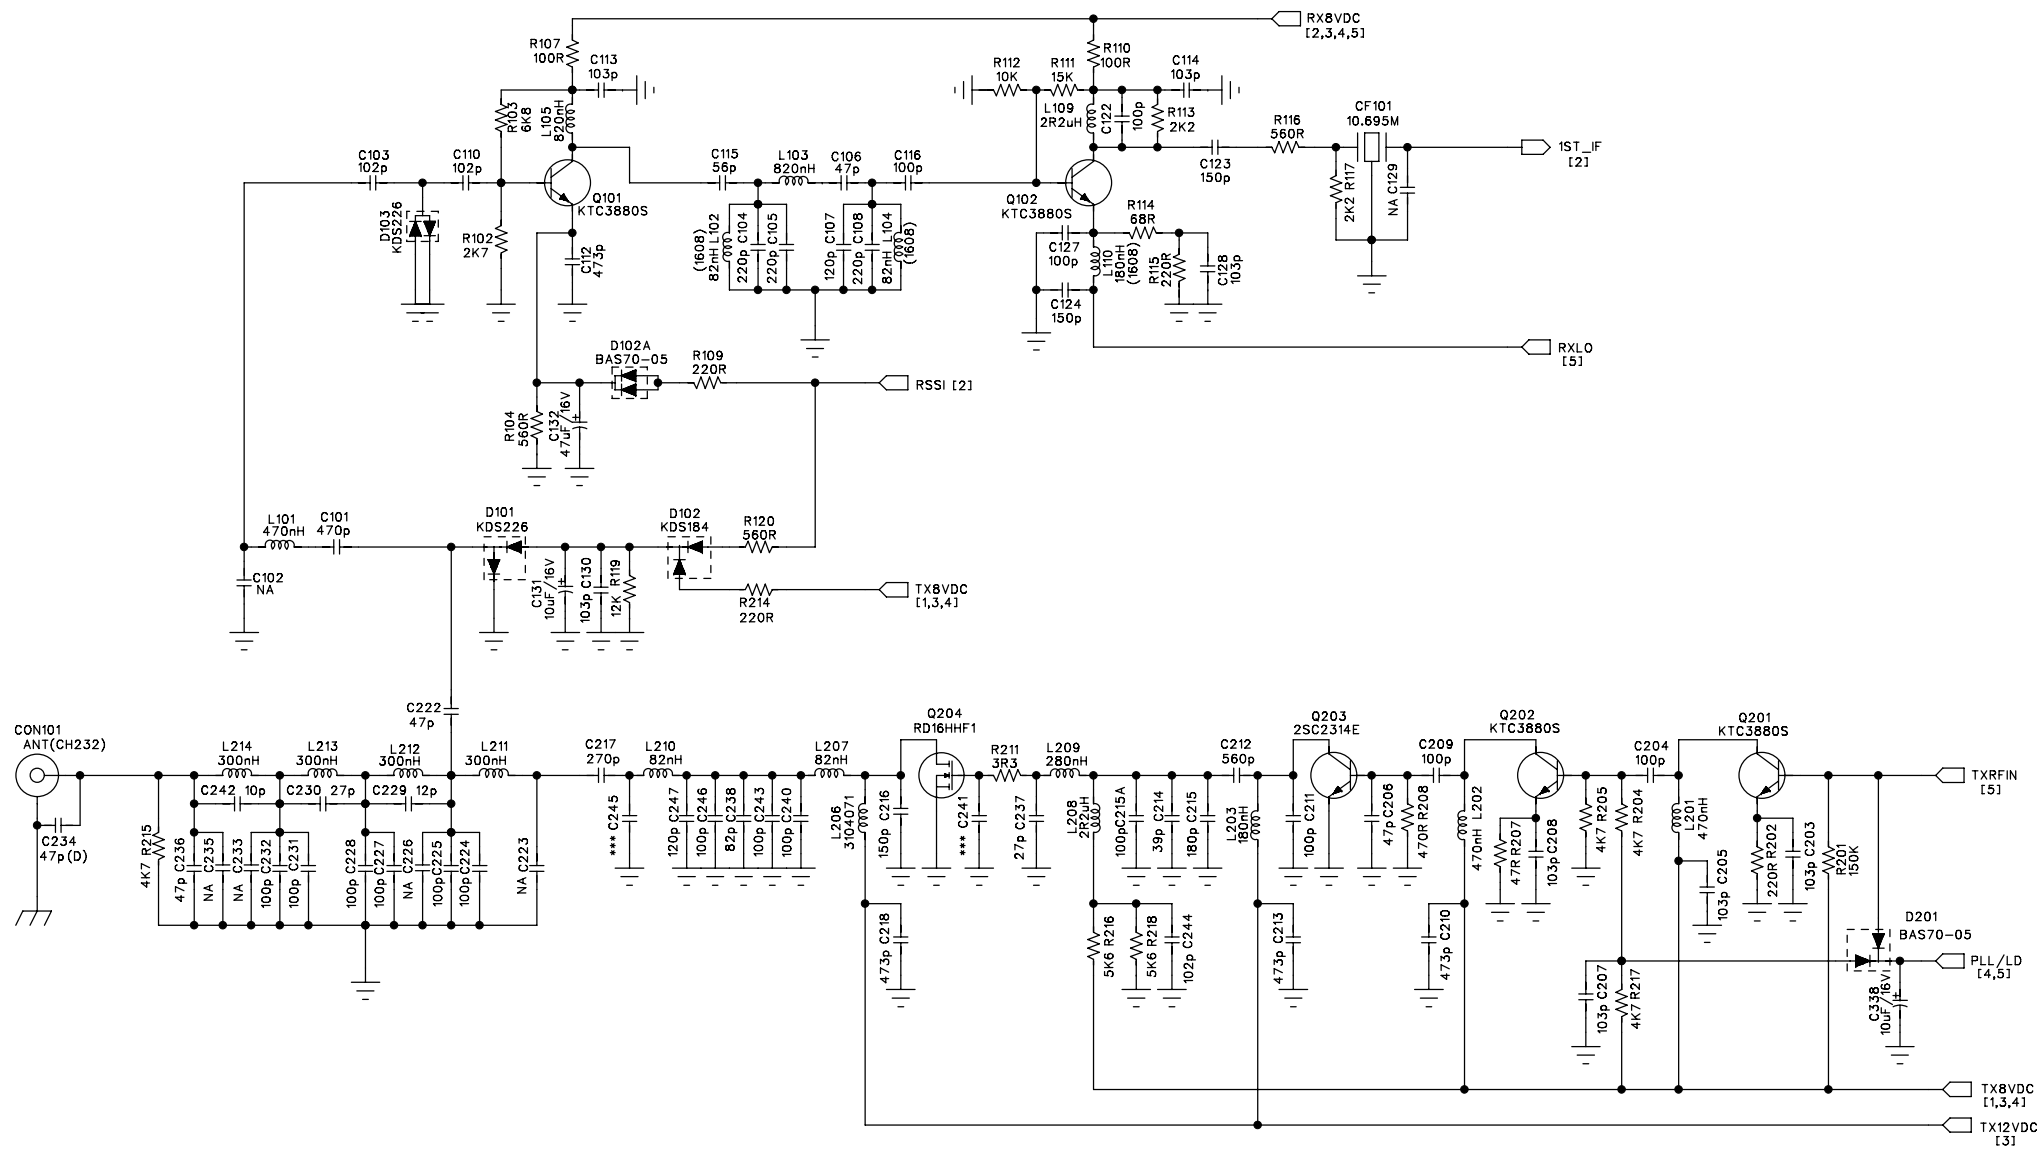 RX8VDC
[2,3,4,5]
R107
100R
C113
103p
R112
10K
R111
15K
R110
100R
C114
103p
R103
6K8
L105
820nH
L109
2R2uH
C122
100p
R113
2K2
R116
560R
CF101
10.695M
1ST_IF
[2]
C103
102p
C110
102p
C115
56p
L103
820nH
C106
47p
C116
100p
C123
150p
2K2 R117
NA C129
Q101
KTC3880S
Q102
KTC3880S
D103
KDS226
R102
2K7
C112
473p
(1608)
82nH L102
220p C104
220p C105
120p C107
220p C108
82nH L104
(1608)
R114
68R
C127
100p
L110
180nH
(1608)
R115
220R
C128
103p
C124
150p
RXLO
[5]
D102A
BAS70-05
R109
220R
RSSI [2]
R104
560R
C132
47uF/16V
+
L101
470nH
C101
470p
D101
KDS226
D102
KDS184
R120
560R
C102
NA
C131
10uF/16V
+
103p C130
12K R119
R214
220R
TX8VDC
[1,3,4]
C222
47p
CON101
ANT(CH232)
L214
300nH
L213
300nH
L212
300nH
L211
300nH
C217
270p
L210
82nH
L207
82nH
Q204
RD16HHF1
R211
3R3
L209
280nH
C212
560p
Q203
2SC2314E
C209
100p
Q202
KTC3880S
C204
100p
Q201
KTC3880S
TXRFIN
[5]
C242 10p
C230 27p
C229 12p
C234
47p(D)
4K7 R215
47p C236
NA C235
NA C233
100p C232
100p C231
100p C228
100p C227
NA C226
100p C225
100p C224
NA C223
*** C245
120p C247
100p C246
82p C238
100p C243
100p C240
L206
3104071
150p C216
*** C241
27p C237
L208
2R2uH
100pC215A
39p C214
180p C215
L203
180nH
100p C211
47p C206
470R R208
470nH L202
47R R207
103p C208
4K7 R205
4K7 R204
L201
470nH
103p C205
220R R202
103p C203
R201
150K
473p C218
5K6 R216
5K6 R218
102p C244
473p C213
473p C210
103p C207
4K7 R217
D201
BAS70-05
PLL/LD
[4,5]
C338
10uF/16V
+
TX8VDC
[1,3,4]
TX12VDC
[3]